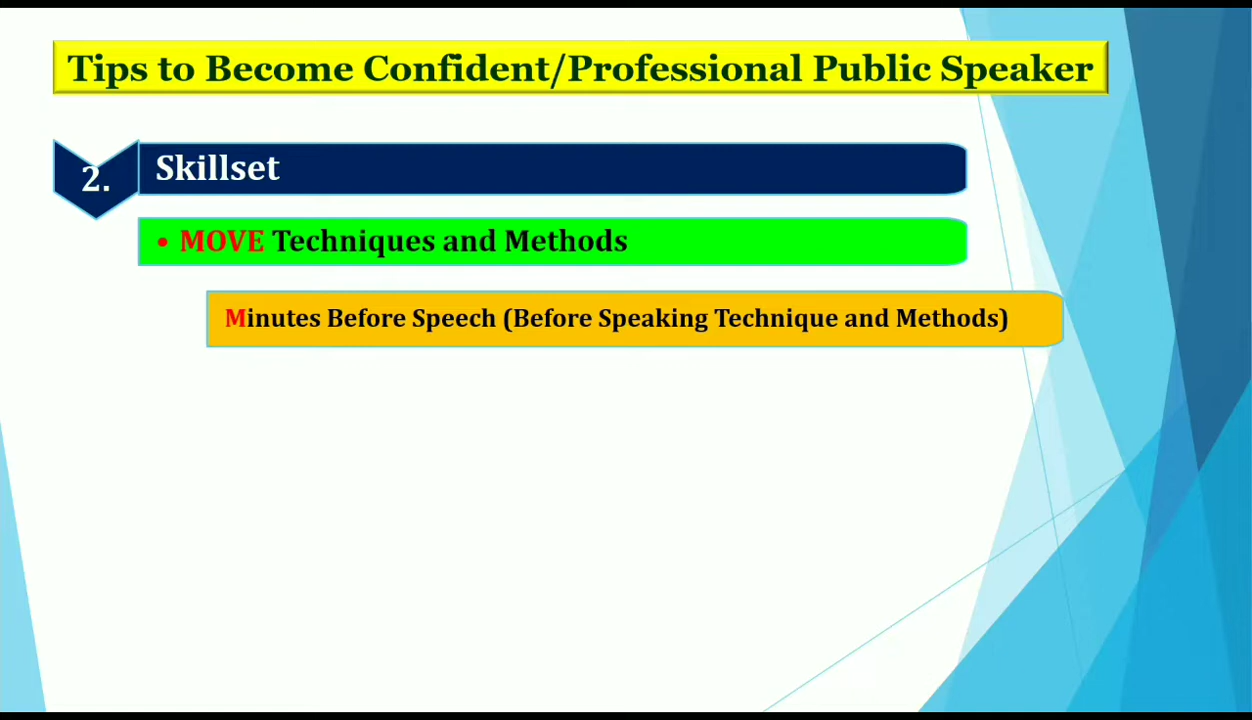 Tips to Become Confident/Professional Public Speaker
2. Skillset
• MOVE Techniques and Methods
Minutes Before Speech (Before Speaking Technique and Methods)